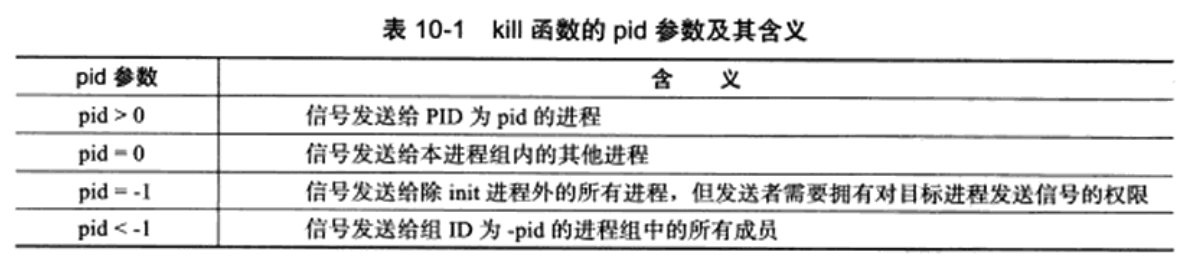 表 10-1 kill 函数的 pid 参数及其含义
pid 参数 含 义
pid > 0 信号发送给 PID 为 pid 的进程
pid = 0 信号发送给本进程组内的其他进程
pid = -1 信号发送给除 init 进程外的所有进程，但发送者需要拥有对目标进程发送信号的权限
pid < -1 信号发送给组 ID 为 -pid 的进程组中的所有成员